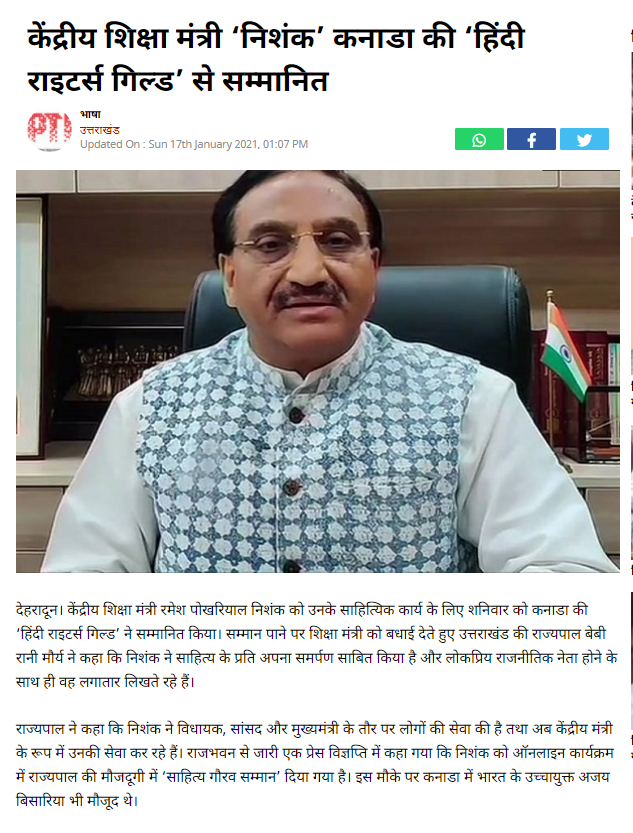 केंद्रीय शिक्षा मंत्री ‘निशंक’ कनाडा की ‘हिंदी
राइटर्स गिल्ड’ से सम्मानित
PTI
भाषा
उत्तराखंड
Updated On : Sun 17th January 2021, 01:07 PM
देहरादून। केंद्रीय शिक्षा मंत्री रमेश पोखरियाल निशंक को उनके साहित्यिक कार्य के लिए शनिवार को कनाडा की
‘हिंदी राइटर्स गिल्ड’ ने सम्मानित किया। सम्मान पाने पर शिक्षा मंत्री को बधाई देते हुए उत्तराखंड की राज्यपाल बेबी
रानी मौर्य ने कहा कि निशंक ने साहित्य के प्रति अपना समर्पण साबित किया है और लोकप्रिय राजनीतिक नेता होने के
साथ ही वह लगातार लिखते रहे हैं।
राज्यपाल ने कहा कि निशंक ने विधायक, सांसद और मुख्यमंत्री के तौर पर लोगों की सेवा की है तथा अब केंद्रीय मंत्री
के रूप में उनकी सेवा कर रहे हैं। राजभवन से जारी एक प्रेस विज्ञप्ति में कहा गया कि निशंक को ऑनलाइन कार्यक्रम
में राज्यपाल की मौजदूगी में ‘साहित्य गौरव सम्मान’ दिया गया है। इस मौके पर कनाडा में भारत के उच्चायुक्त अजय
बिसारिया भी मौजूद थे।